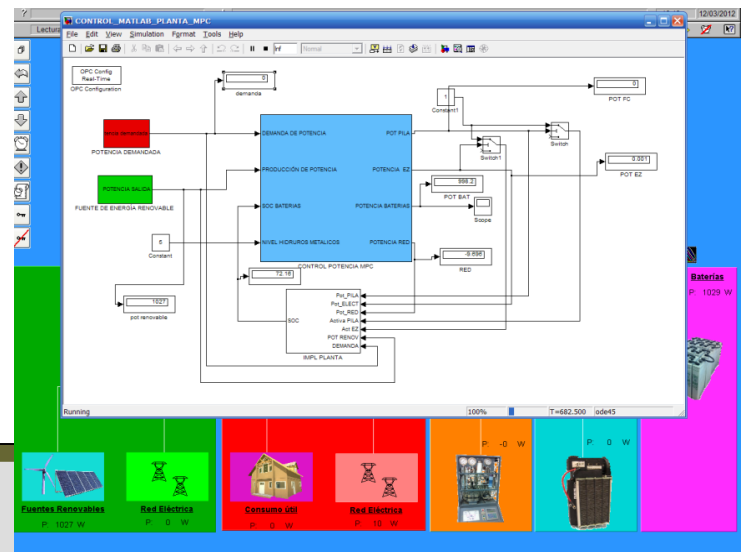 12/03/2012
Lectura
CONTROL_MATLAB_PLANTA_MPC
File Edit View Simulation Format Tools Help
Inf Normal
OPC Config
Real-Time
OPC Configuration
0
demanda
0
POT FC
1
Constant1
POTENCIA DEMANDADA
DEMANDA DE POTENCIA
POT PILA
Switch1
Switch
PRODUCCIÓN DE POTENCIA
POTENCIA EZ
0.001
POT EZ
POTENCIA SALIDA
FUENTE DE ENERGÍA RENOVABLE
998.2
POT BAT
SOC BATERIAS
POTENCIA BATERIAS
Scope
6
Constant
NIVEL HIDRUROS METALICOS
POTENCIA RED
-9.696
RED
CONTROL POTENCIA MPC
72.16
Baterías
P: 1029 W
1027
pot renovable
Pot_PILA
Pot_ELECT
Pot_RED
SOC
Activa PILA
Act EZ
POT RENOV
DEMANDA
IMPL PLANTA
Running 100% T=682.500 ode45
P: -0 W
P: 0 W
Fuentes Renovables
Red Eléctrica
Consumo útil
Red Eléctrica
P: 1027 W
P: 0 W
P: 0 W
P: 10 W